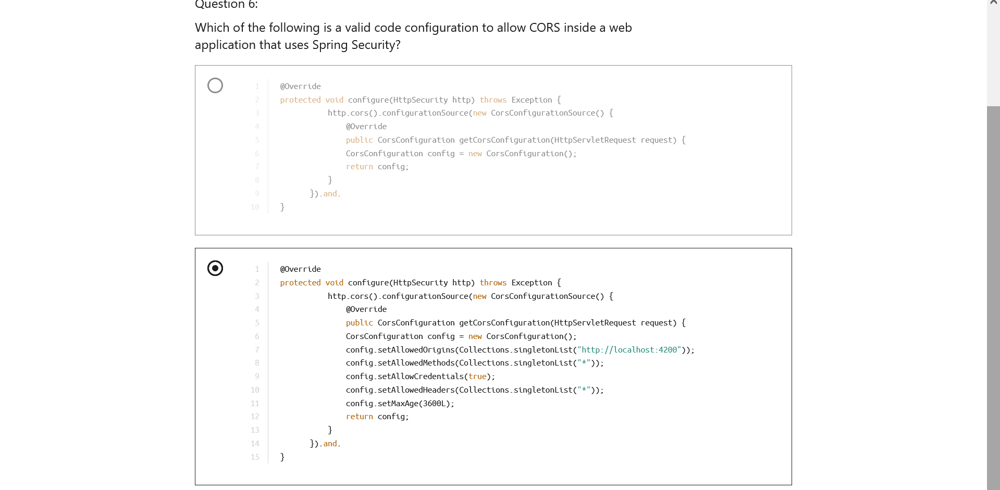 Question 6:
Which of the following is a valid code configuration to allow CORS inside a web
application that uses Spring Security?
1 @Override
2 protected void configure(HttpSecurity http) throws Exception {
3 http.cors().configurationSource(new CorsConfigurationSource() {
4 @Override
5 public CorsConfiguration getCorsConfiguration(HttpServletRequest request) {
6 CorsConfiguration config = new CorsConfiguration();
7 return config;
8 }
9 }).and.
10 }
1 @Override
2 protected void configure(HttpSecurity http) throws Exception {
3 http.cors().configurationSource(new CorsConfigurationSource() {
4 @Override
5 public CorsConfiguration getCorsConfiguration(HttpServletRequest request) {
6 CorsConfiguration config = new CorsConfiguration();
7 config.setAllowedOrigins(Collections.singletonList("http://localhost:4200"));
8 config.setAllowedMethods(Collections.singletonList("*"));
9 config.setAllowCredentials(true);
10 config.setAllowedHeaders(Collections.singletonList("*"));
11 config.setMaxAge(3600L);
12 return config;
13 }
14 }).and.
15 }